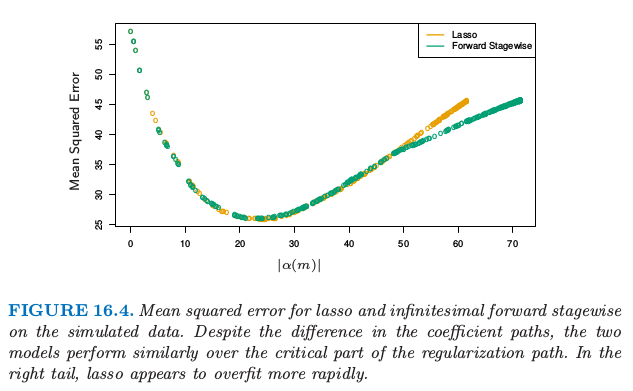 Lasso
Forward Stagewise
Mean Squared Error
55
50
45
40
35
30
25
0 10 20 30 40 50 60 70
|α(m)|
FIGURE 16.4. Mean squared error for lasso and infinitesimal forward stagewise
on the simulated data. Despite the difference in the coefficient paths, the two
models perform similarly over the critical part of the regularization path. In the
right tail, lasso appears to overfit more rapidly.